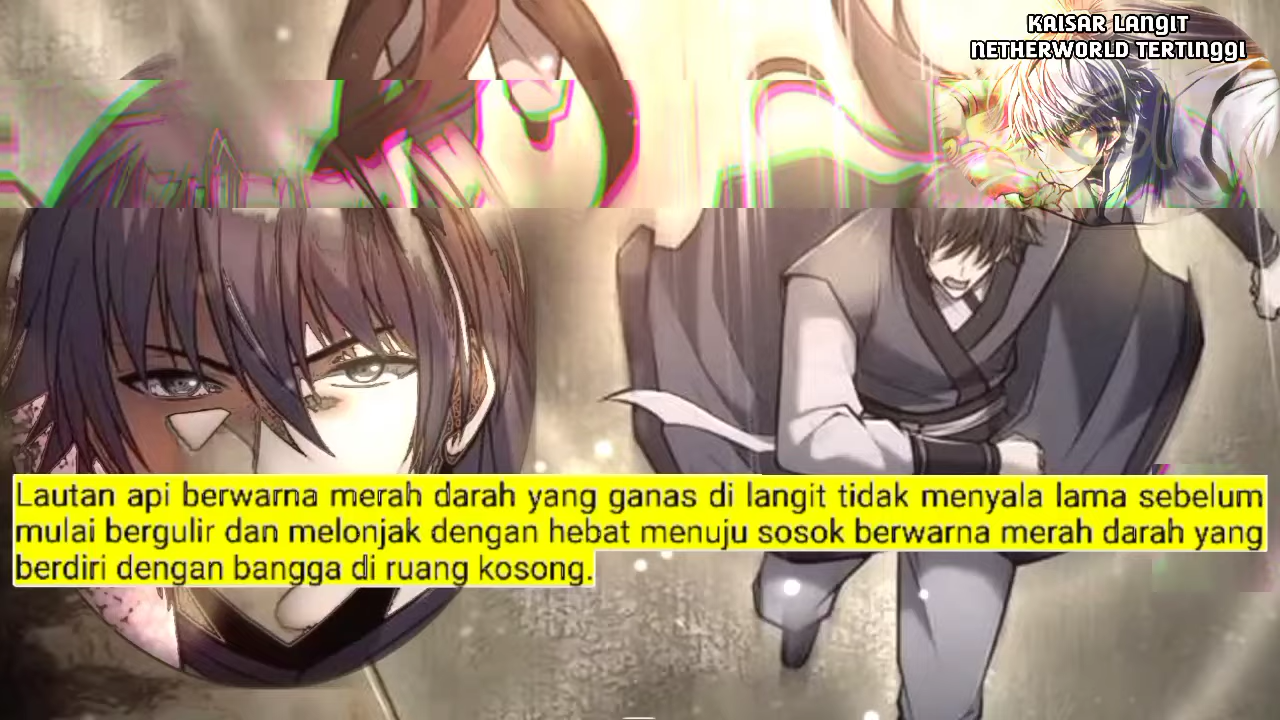 KAISAR LANGIT
NETHERWORLD TERTINGGI
Lautan api berwarna merah darah yang ganas di langit tidak menyala lama sebelum
mulai bergulir dan melonjak dengan hebat menuju sosok berwarna merah darah yang
berdiri dengan bangga di ruang kosong.